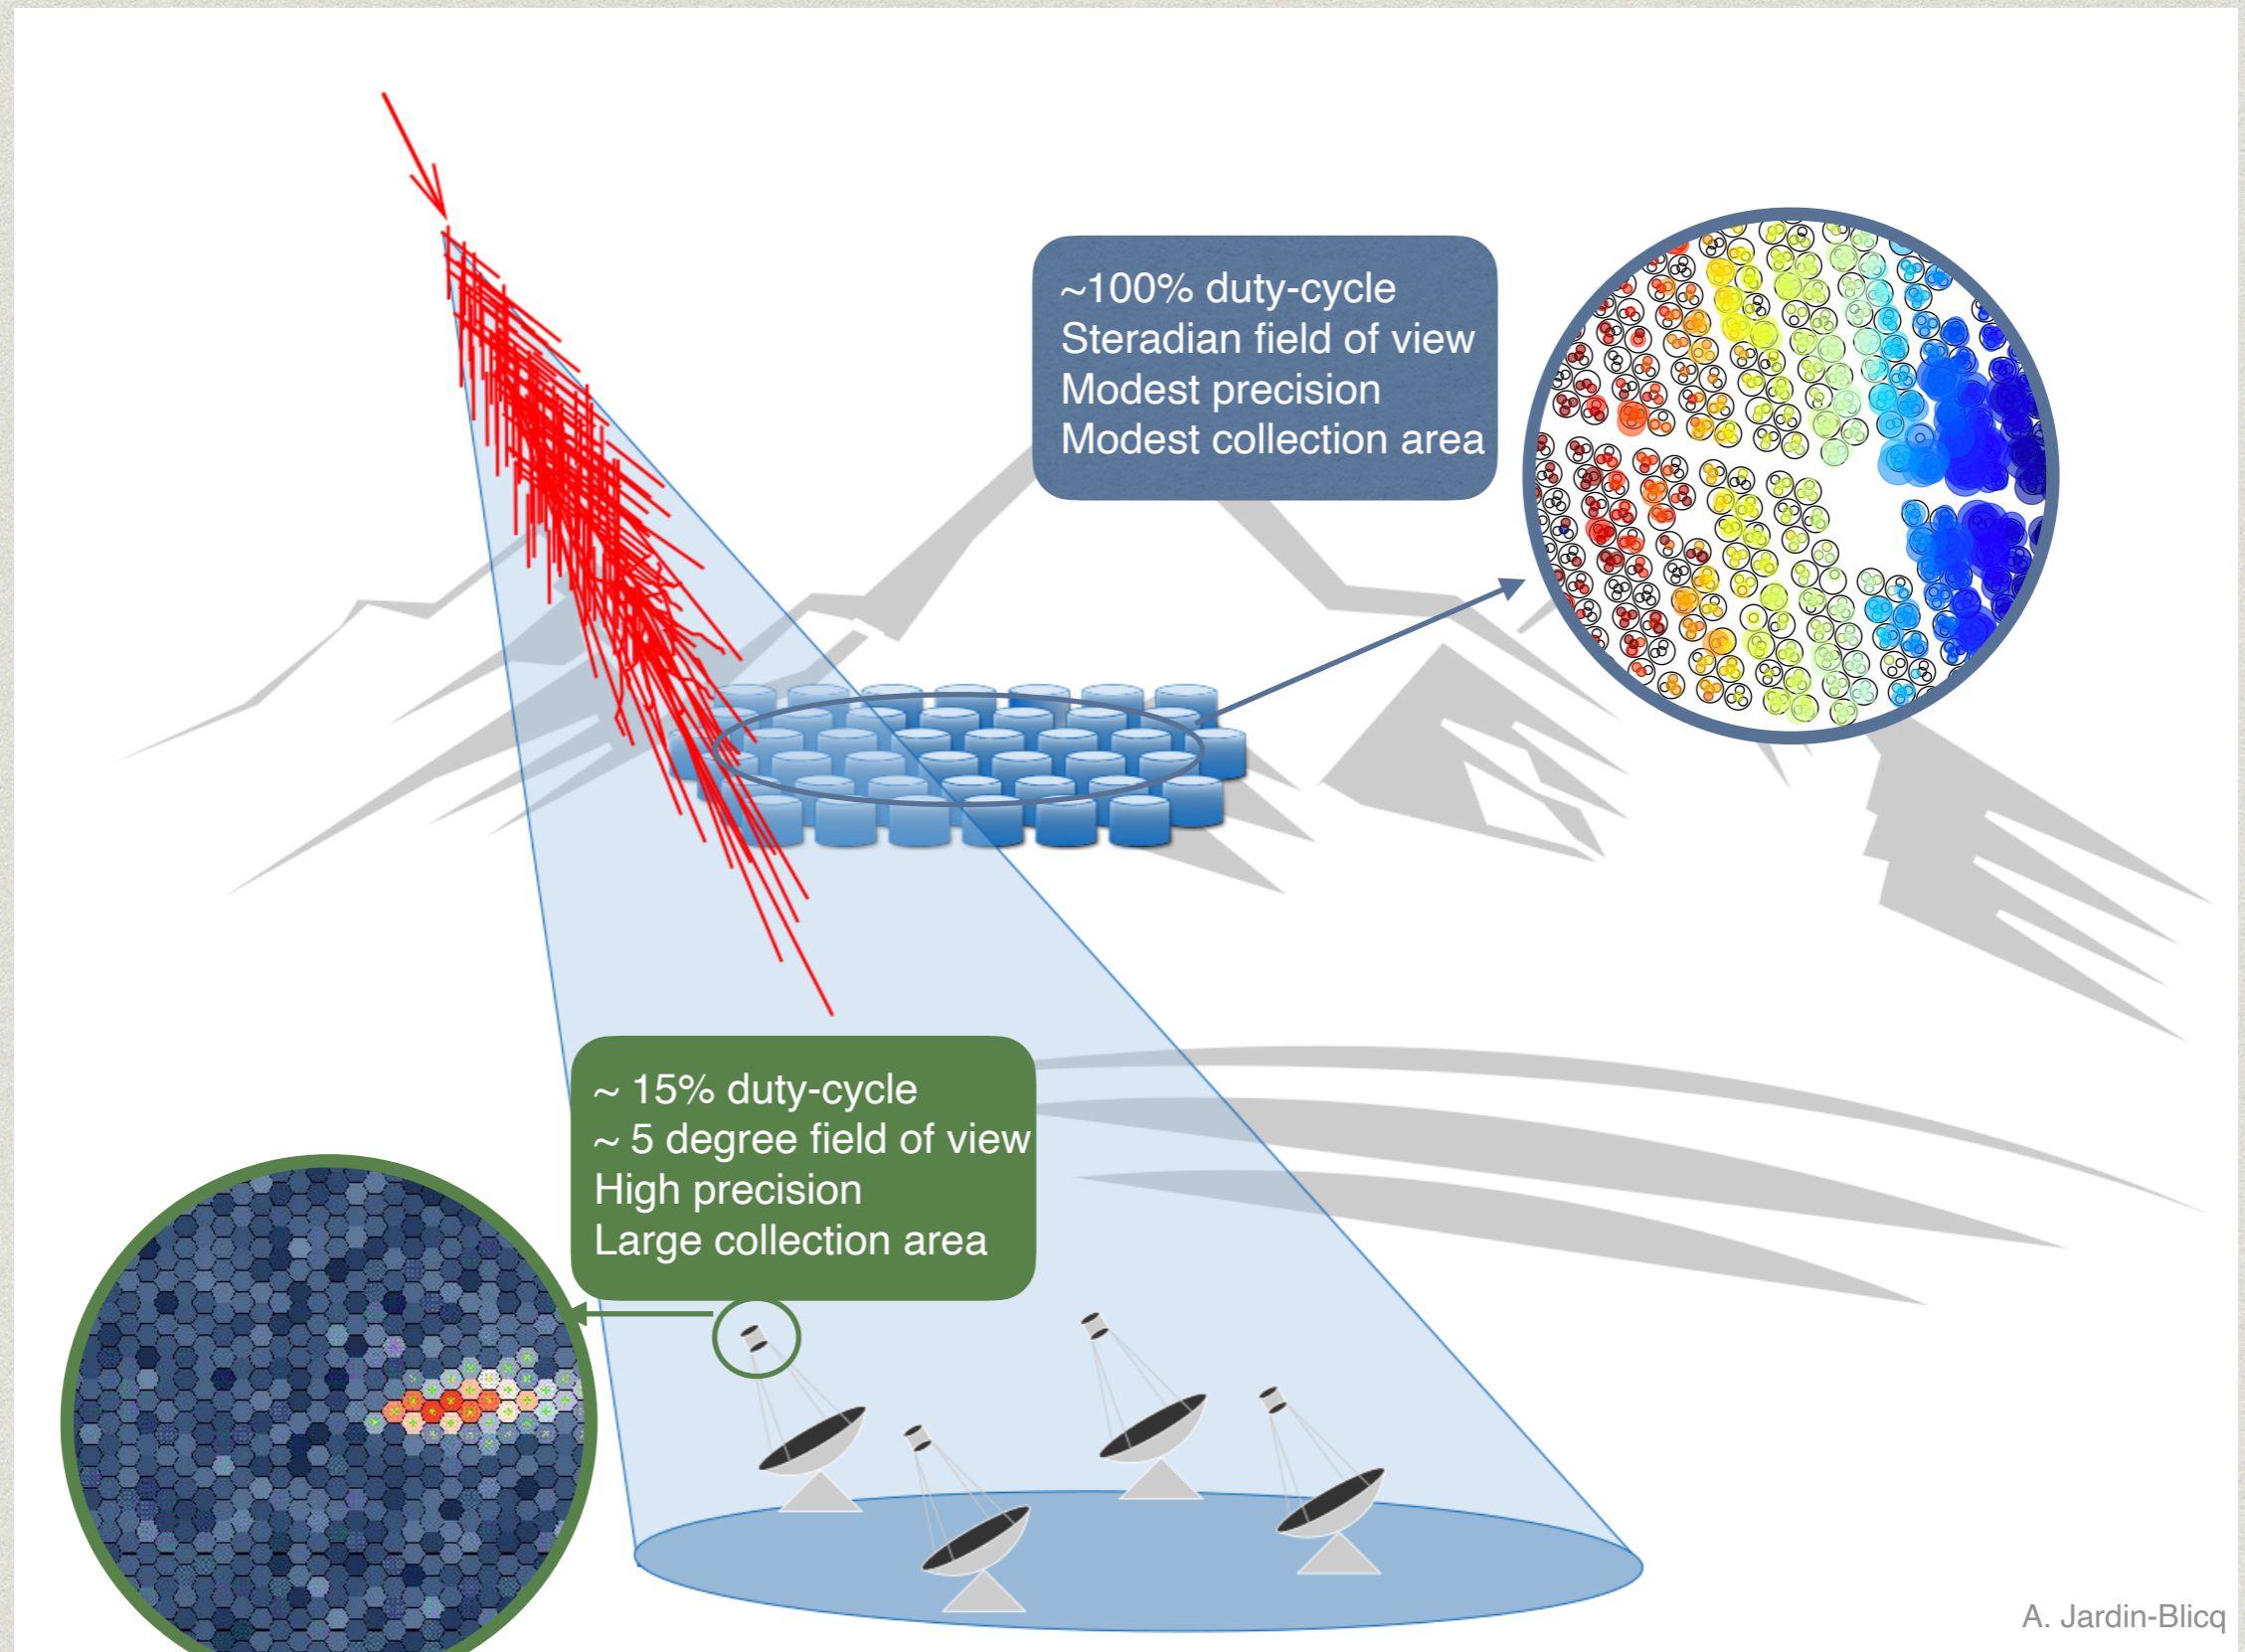 ~100% duty-cycle
Steradian field of view
Modest precision
Modest collection area
~ 15% duty-cycle
~ 5 degree field of view
High precision
Large collection area
A. Jardin-Blicq